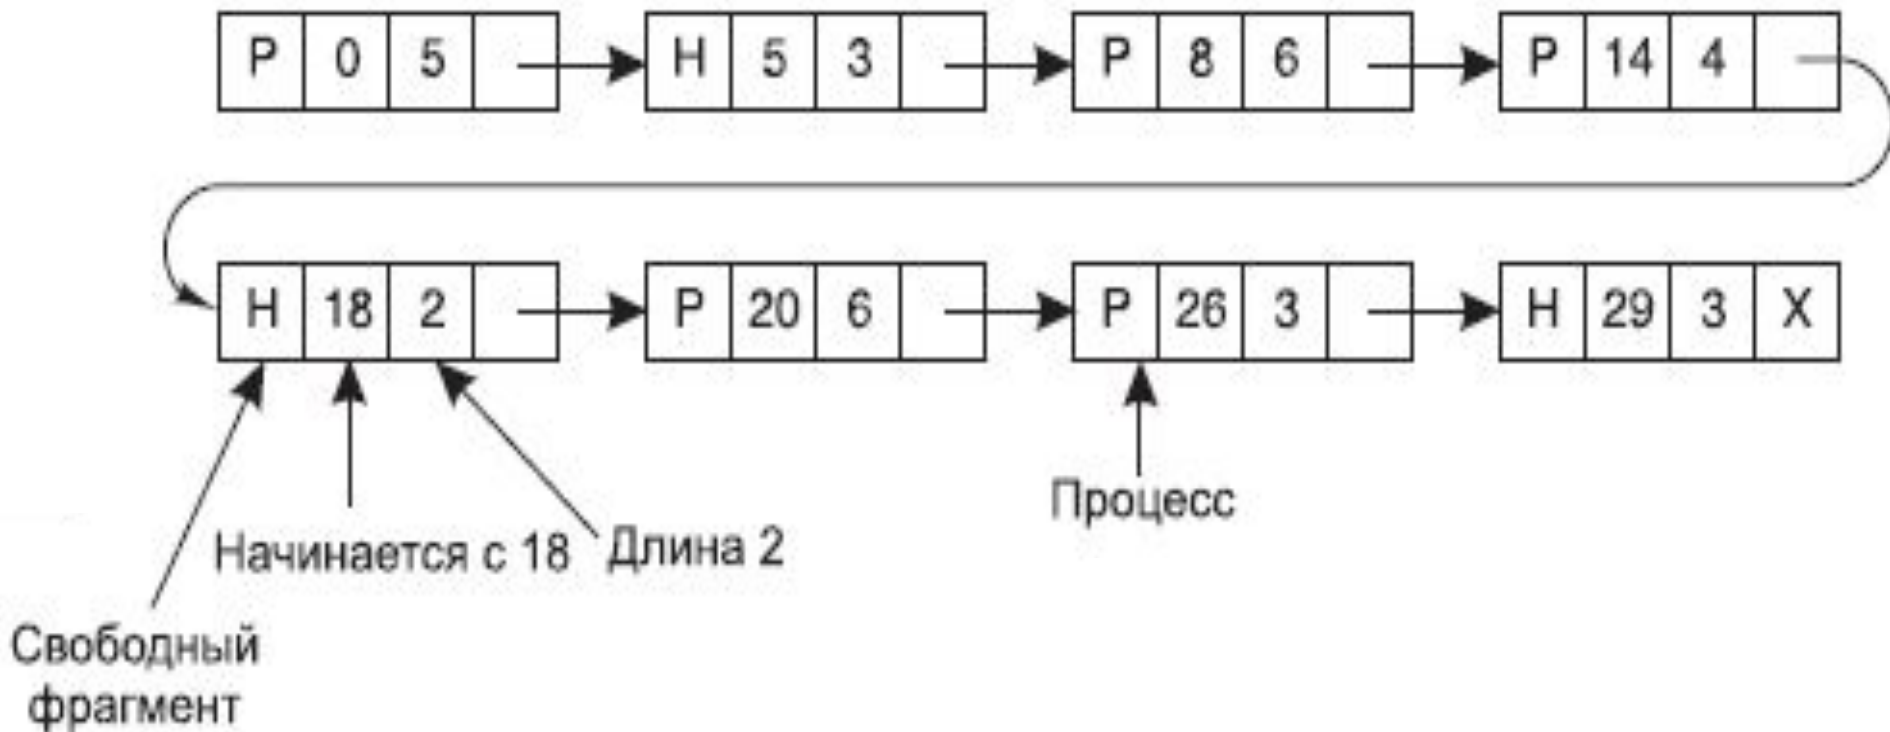 P 0 5 H 5 3 P 8 6 P 14 4
H 18 2 P 20 6 P 26 3 H 29 3 X
Процесс
Начинается с 18 Длина 2
Свободный
фрагмент